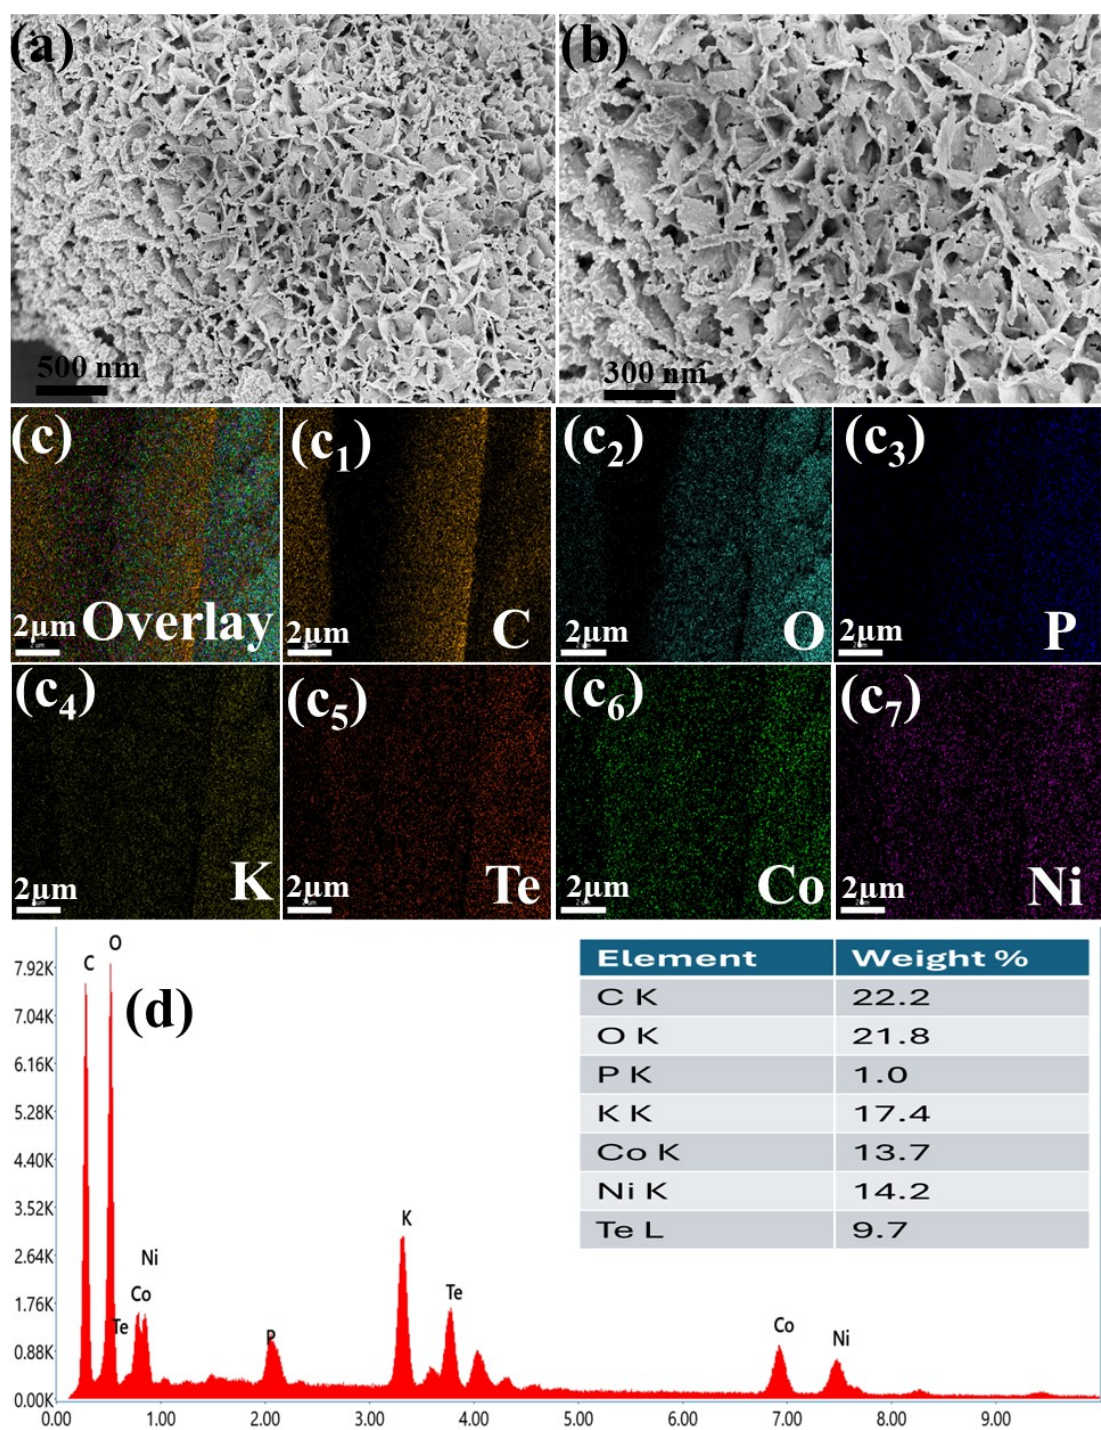 (a)
(b)
500 nm
300 nm
(c)
(c1)
(c2)
(c3)
2μm Overlay
2μm C
2μm O
2μm P
(c4)
(c5)
(c6)
(c7)
2μm K
2μm Te
2μm Co
2μm Ni
(d)
7.92K
7.04K
6.16K
5.28K
4.40K
3.52K
2.64K
1.76K
0.88K
0.00K
C
O
Te
Co
Ni
P
K
Te
Co
Ni
0.00 1.00 2.00 3.00 4.00 5.00 6.00 7.00 8.00 9.00
Element Weight %
C K 22.2
O K 21.8
P K 1.0
K K 17.4
Co K 13.7
Ni K 14.2
Te L 9.7